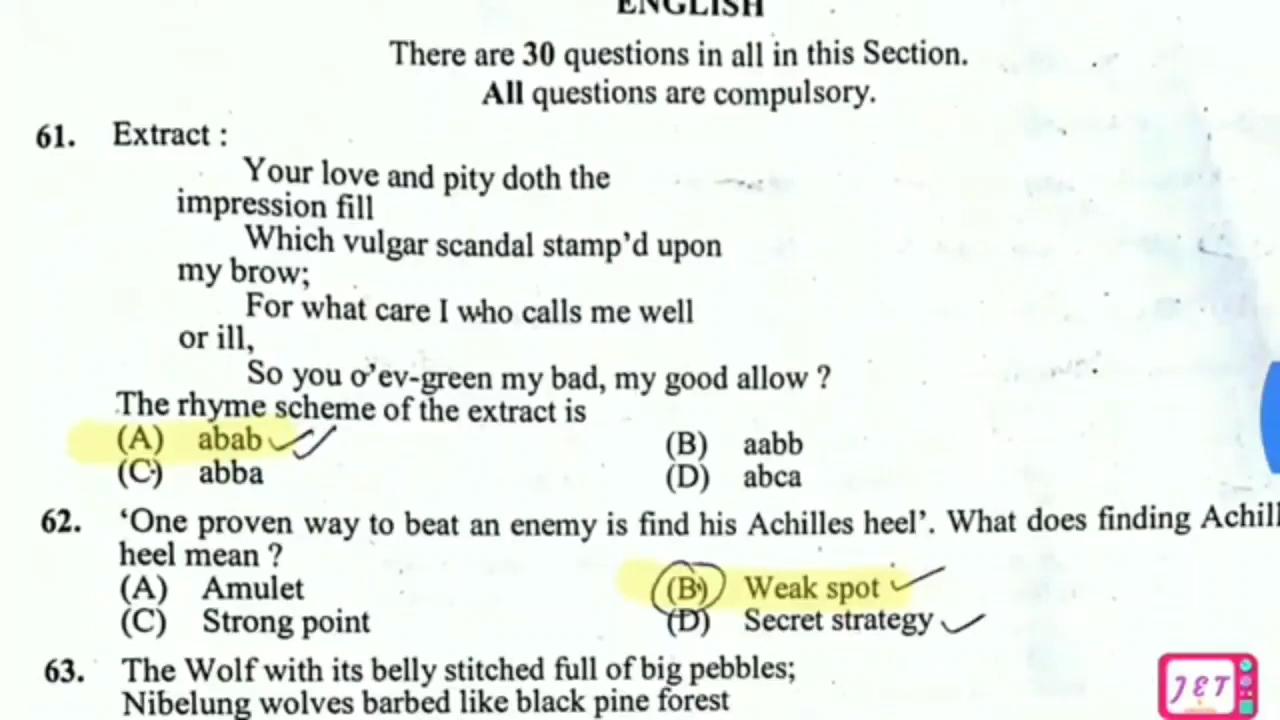 ENGLISH
There are 30 questions in all in this Section.
All questions are compulsory.
61. Extract :
Your love and pity doth the
impression fill
Which vulgar scandal stamp'd upon
my brow;
For what care I who calls me well
or ill,
So you o'ev-green my bad, my good allow ?
The rhyme scheme of the extract is
(A) abab (B) aabb
(C) abba (D) abca
62. 'One proven way to beat an enemy is find his Achilles heel'. What does finding Achill
heel mean ?
(A) Amulet (B) Weak spot
(C) Strong point (D) Secret strategy
63. The Wolf with its belly stitched full of big pebbles;
Nibelung wolves barbed like black pine forest
JET